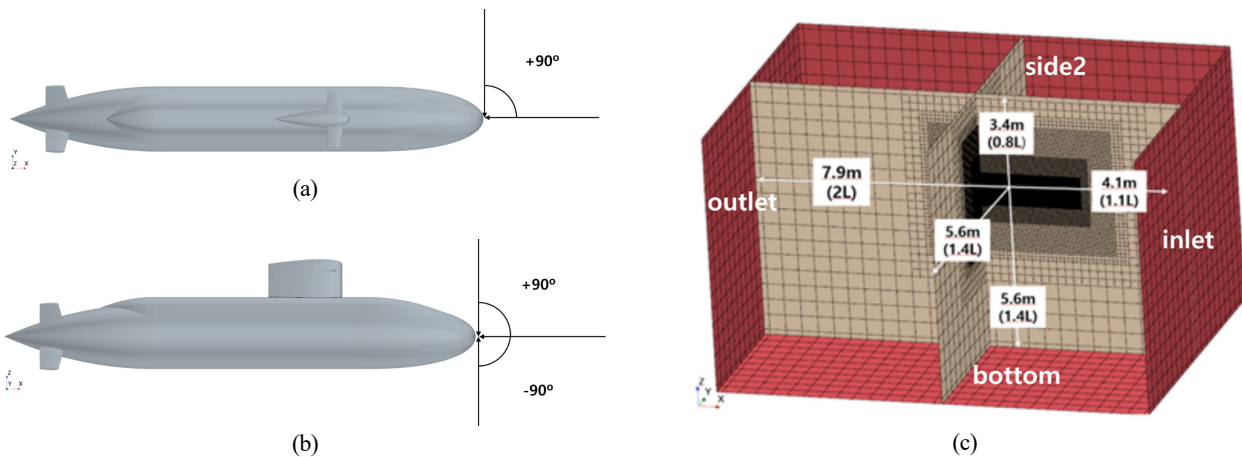 +90º
Y
Z X
(a)
+90º
-90º
Z
Y X
(b)
side2
3.4m
(0.8L)
7.9m
(2L)
4.1m
(1.1L)
outlet
inlet
5.6m
(1.4L)
5.6m
(1.4L)
bottom
Z
Y
X
(c)